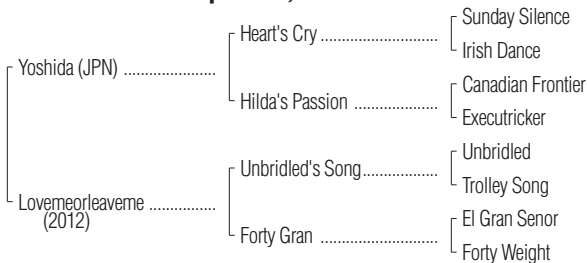 Sunday Silence
Heart's Cry ........................
Irish Dance
Yoshida (JPN) ...................
Canadian Frontier
Hilda's Passion .................
Executricker
Unbridled
Unbridled's Song ................
Trolley Song
Lovemeorleaveme ..............
(2012)
El Gran Senor
Forty Gran ........................
Forty Weight